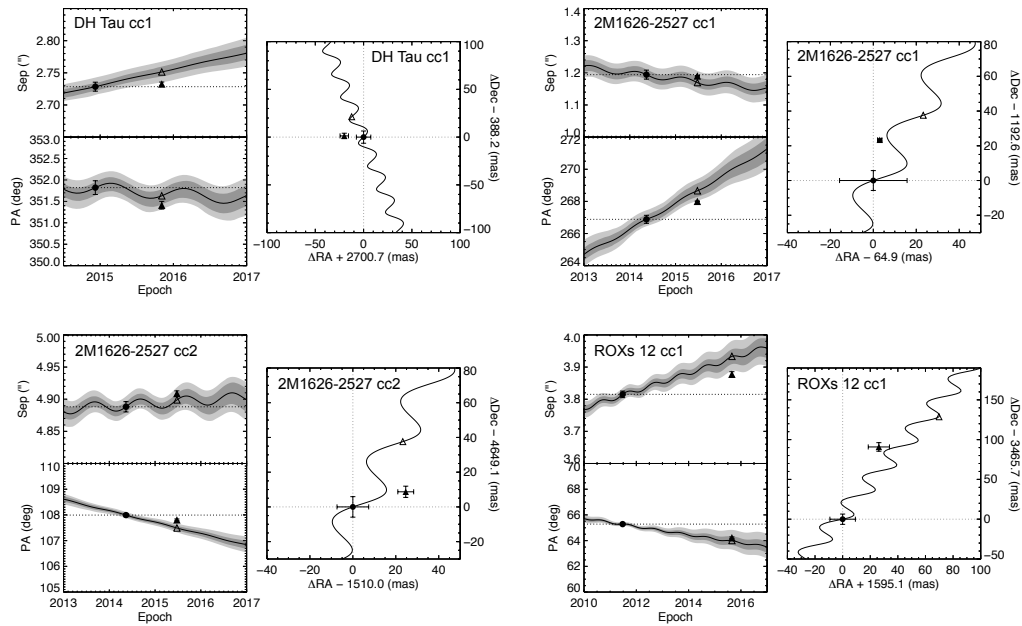 DH Tau cc1
Sep (")
2.80
2.75
2.70
PA (deg)
353.0
352.5
352.0
351.5
351.0
350.5
350.0
2015 2016 2017
Epoch
DH Tau cc1
100
50
0
−50
−100
ΔDec − 388.2 (mas)
−100 −50 0 50 100
ΔRA + 2700.7 (mas)
2M1626-2527 cc1
Sep (")
1.4
1.3
1.2
1.1
1.0
PA (deg)
272
270
268
266
264
2013 2014 2015 2016 2017
Epoch
2M1626-2527 cc1
80
60
40
20
0
−20
ΔDec − 1192.6 (mas)
−40 −20 0 20 40
ΔRA − 64.9 (mas)
2M1626-2527 cc2
Sep (")
5.00
4.95
4.90
4.85
PA (deg)
110
109
108
107
106
105
2013 2014 2015 2016 2017
Epoch
2M1626-2527 cc2
80
60
40
20
0
−20
ΔDec − 4649.1 (mas)
−40 −20 0 20 40
ΔRA − 1510.0 (mas)
ROXs 12 cc1
Sep (")
4.0
3.9
3.8
3.7
3.6
PA (deg)
70
68
66
64
62
60
2010 2012 2014 2016
Epoch
ROXs 12 cc1
150
100
50
0
−50
ΔDec − 3465.7 (mas)
−40 −20 0 20 40 60 80 100
ΔRA + 1595.1 (mas)